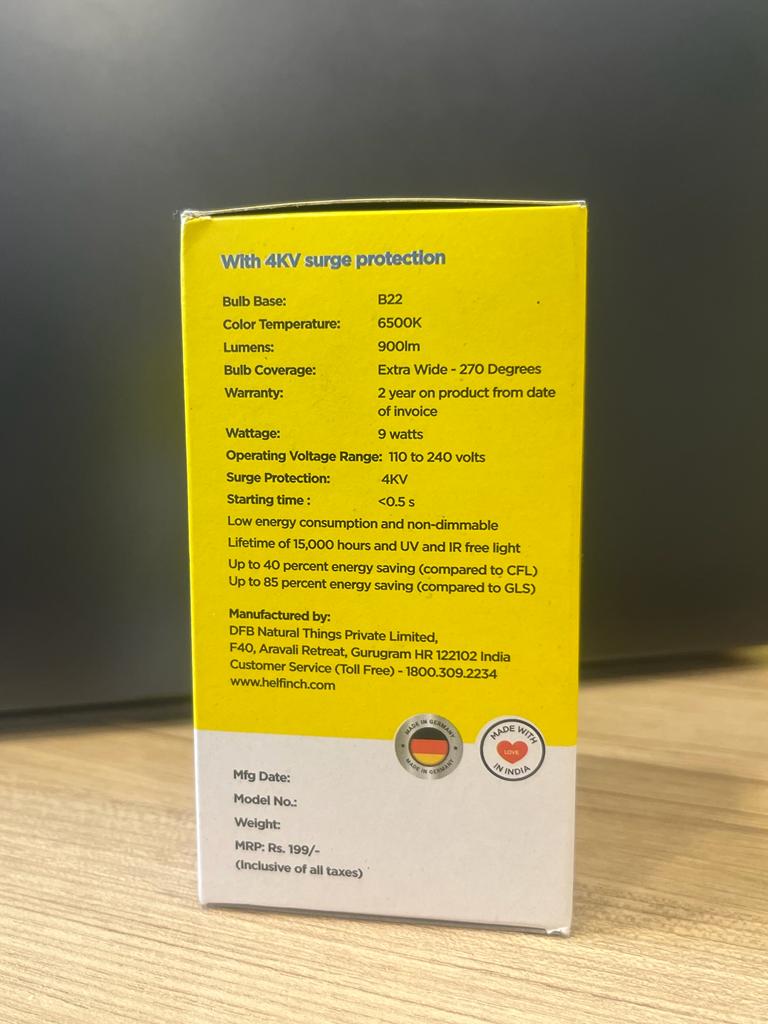 With 4KV surge protection
Bulb Base: B22
Color Temperature: 6500K
Lumens: 900lm
Bulb Coverage: Extra Wide - 270 Degrees
Warranty: 2 year on product from date
of invoice
Wattage: 9 watts
Operating Voltage Range: 110 to 240 volts
Surge Protection: 4KV
Starting time : <0.5 s
Low energy consumption and non-dimmable
Lifetime of 15,000 hours and UV and IR free light
Up to 40 percent energy saving (compared to CFL)
Up to 85 percent energy saving (compared to GLS)
Manufactured by:
DFB Natural Things Private Limited,
F40, Aravali Retreat, Gurugram HR 122102 India
Customer Service (Toll Free) - 1800.309.2234
www.helfinch.com
MADE IN GERMANY
MADE IN GERMANY
MADE WITH
LOVE
IN INDIA
Mfg Date:
Model No.:
Weight:
MRP: Rs. 199/-
(Inclusive of all taxes)